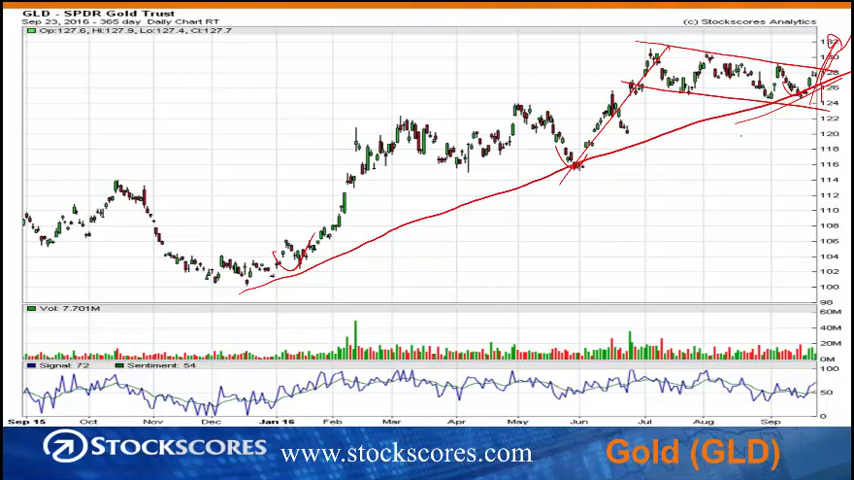 GLD - SPDR Gold Trust
Sep 23, 2016 - 365 day Daily Chart RT (c) Stockscores Analytics
Op:127.6, Hi:127.9, Lo:127.4, Cl:127.7
132
130
128
126
124
120
118
116
114
112
110
108
106
104
102
100
98
Vol: 7.701M
60M
40M
20M
0M
Signal: 72 Sentiment: 54
100
50
0
Sep 15 Oct Nov Dec Jan 16 Feb Mar Apr May Jun Jul Aug Sep
STOCKSCORES www.stockscores.com Gold (GLD)